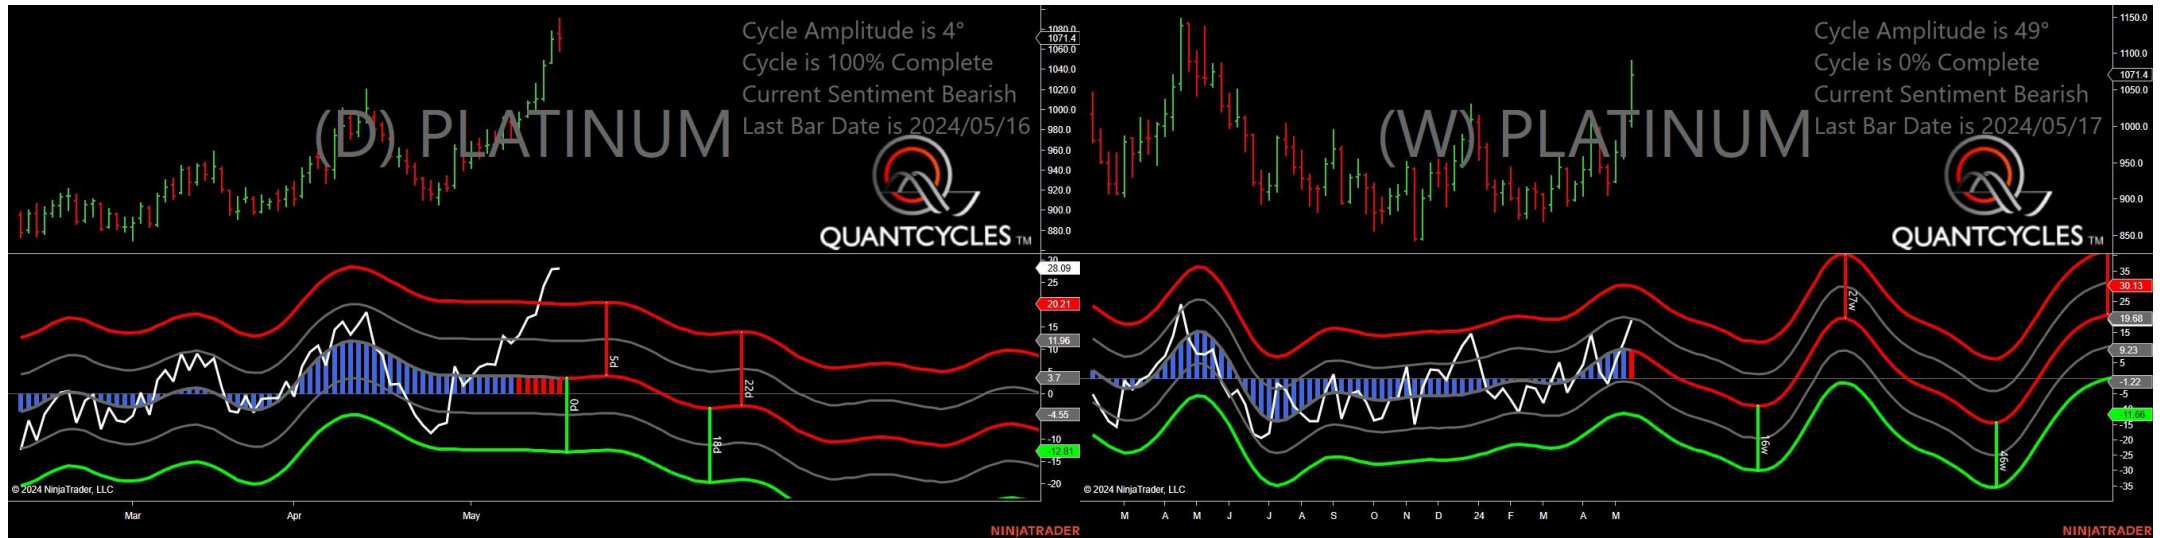 Cycle Amplitude is 4°
Cycle is 100% Complete
Current Sentiment Bearish
Last Bar Date is 2024/05/16
(D) PLATINUM
QUANTCYCLES TM
1080.0
1071.4
1060.0
1040.0
1020.0
1000.0
980.0
960.0
940.0
920.0
900.0
880.0
30
28.09
25
20.21
15
11.96
10
5
3.7
0
-4.55
-10
-12.81
-15
-20
5d
22d
0d
18d
© 2024 NinjaTrader, LLC
Mar Apr May
NINJATRADER
Cycle Amplitude is 49°
Cycle is 0% Complete
Current Sentiment Bearish
Last Bar Date is 2024/05/17
(W) PLATINUM
QUANTCYCLES TM
1150.0
1100.0
1071.4
1050.0
1000.0
950.0
900.0
850.0
35
30.13
25
19.68
15
9.23
5
-1.22
-5
-11.66
-15
-20
-25
-30
-35
27w
16w
46w
© 2024 NinjaTrader, LLC
M A M J J A S O N D 24 F M A M
NINJATRADER